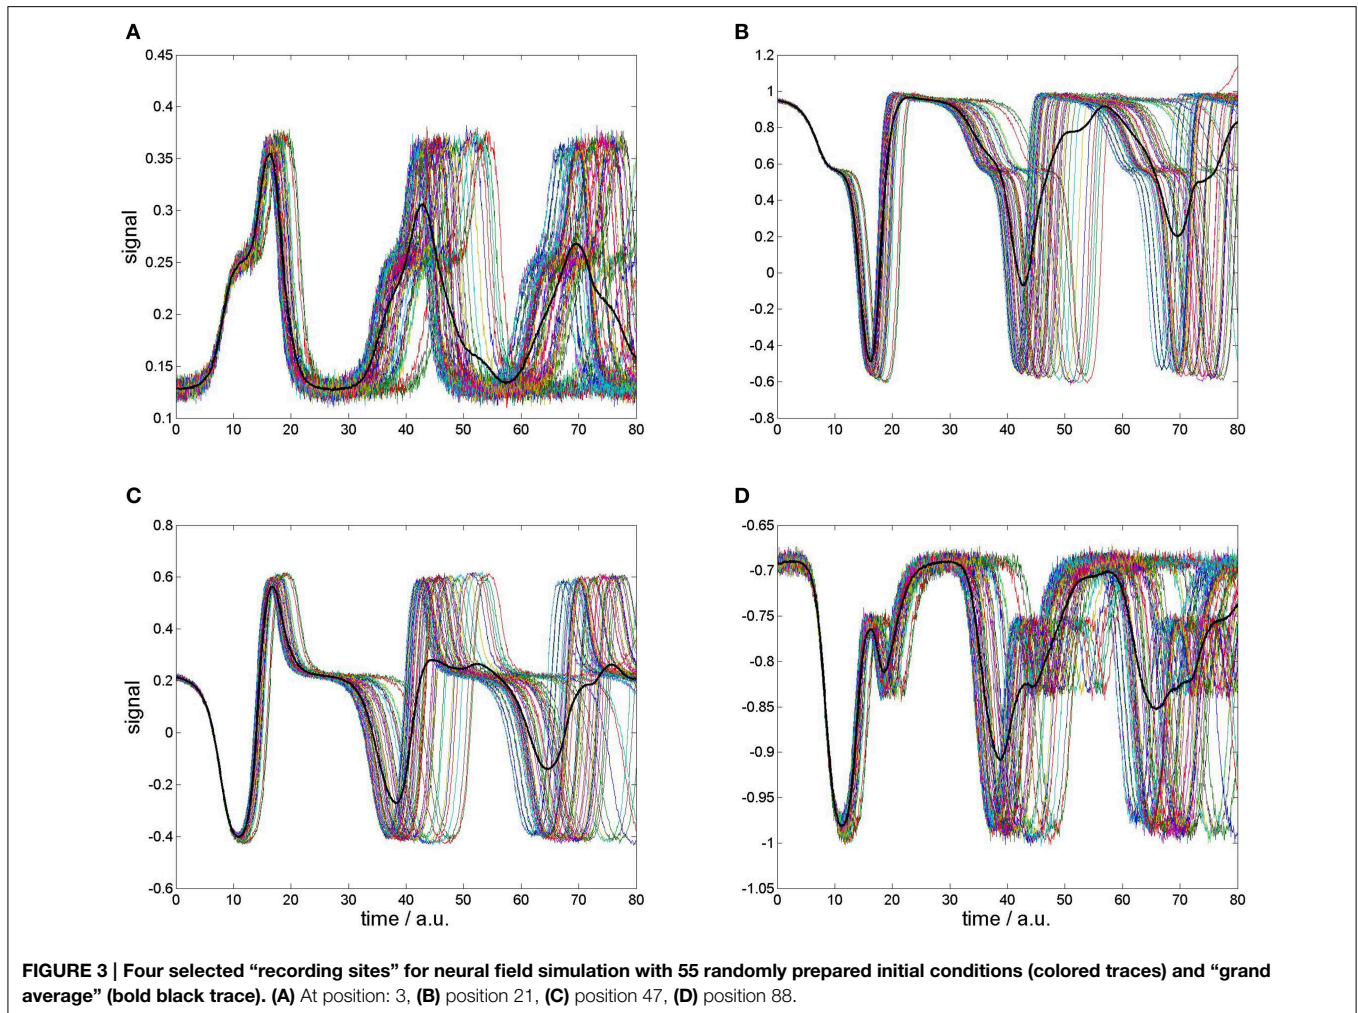 A
0.45
0.4
0.35
0.3
0.25
0.2
0.15
0.1
signal
0 10 20 30 40 50 60 70 80
B
1.2
1
0.8
0.6
0.4
0.2
0
-0.2
-0.4
-0.6
-0.8
0 10 20 30 40 50 60 70 80
C
0.8
0.6
0.4
0.2
0
-0.2
-0.4
-0.6
signal
0 10 20 30 40 50 60 70 80
time / a.u.
D
-0.65
-0.7
-0.75
-0.8
-0.85
-0.9
-0.95
-1
-1.05
0 10 20 30 40 50 60 70 80
time / a.u.
FIGURE 3 | Four selected “recording sites” for neural field simulation with 55 randomly prepared initial conditions (colored traces) and “grand
average” (bold black trace). (A) At position: 3, (B) position 21, (C) position 47, (D) position 88.